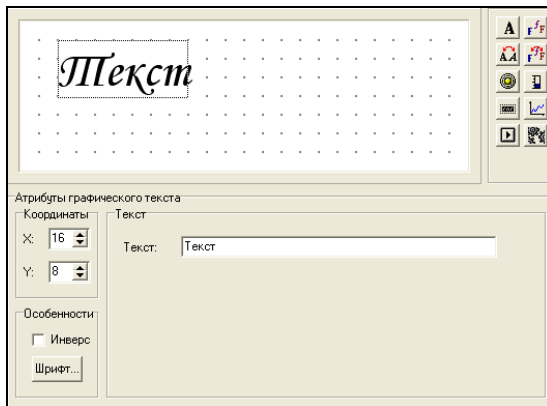 Текст
A
F f F
A A
F F
Атрибуты графического текста
Координаты
X: 16
Y: 8
Текст
Текст: Текст
Особенности
Инверс
Шрифт...